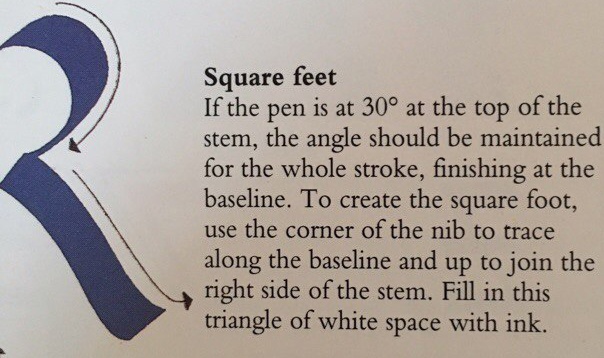 Square feet
If the pen is at 30° at the top of the
stem, the angle should be maintained
for the whole stroke, finishing at the
baseline. To create the square foot,
use the corner of the nib to trace
along the baseline and up to join the
right side of the stem. Fill in this
triangle of white space with ink.